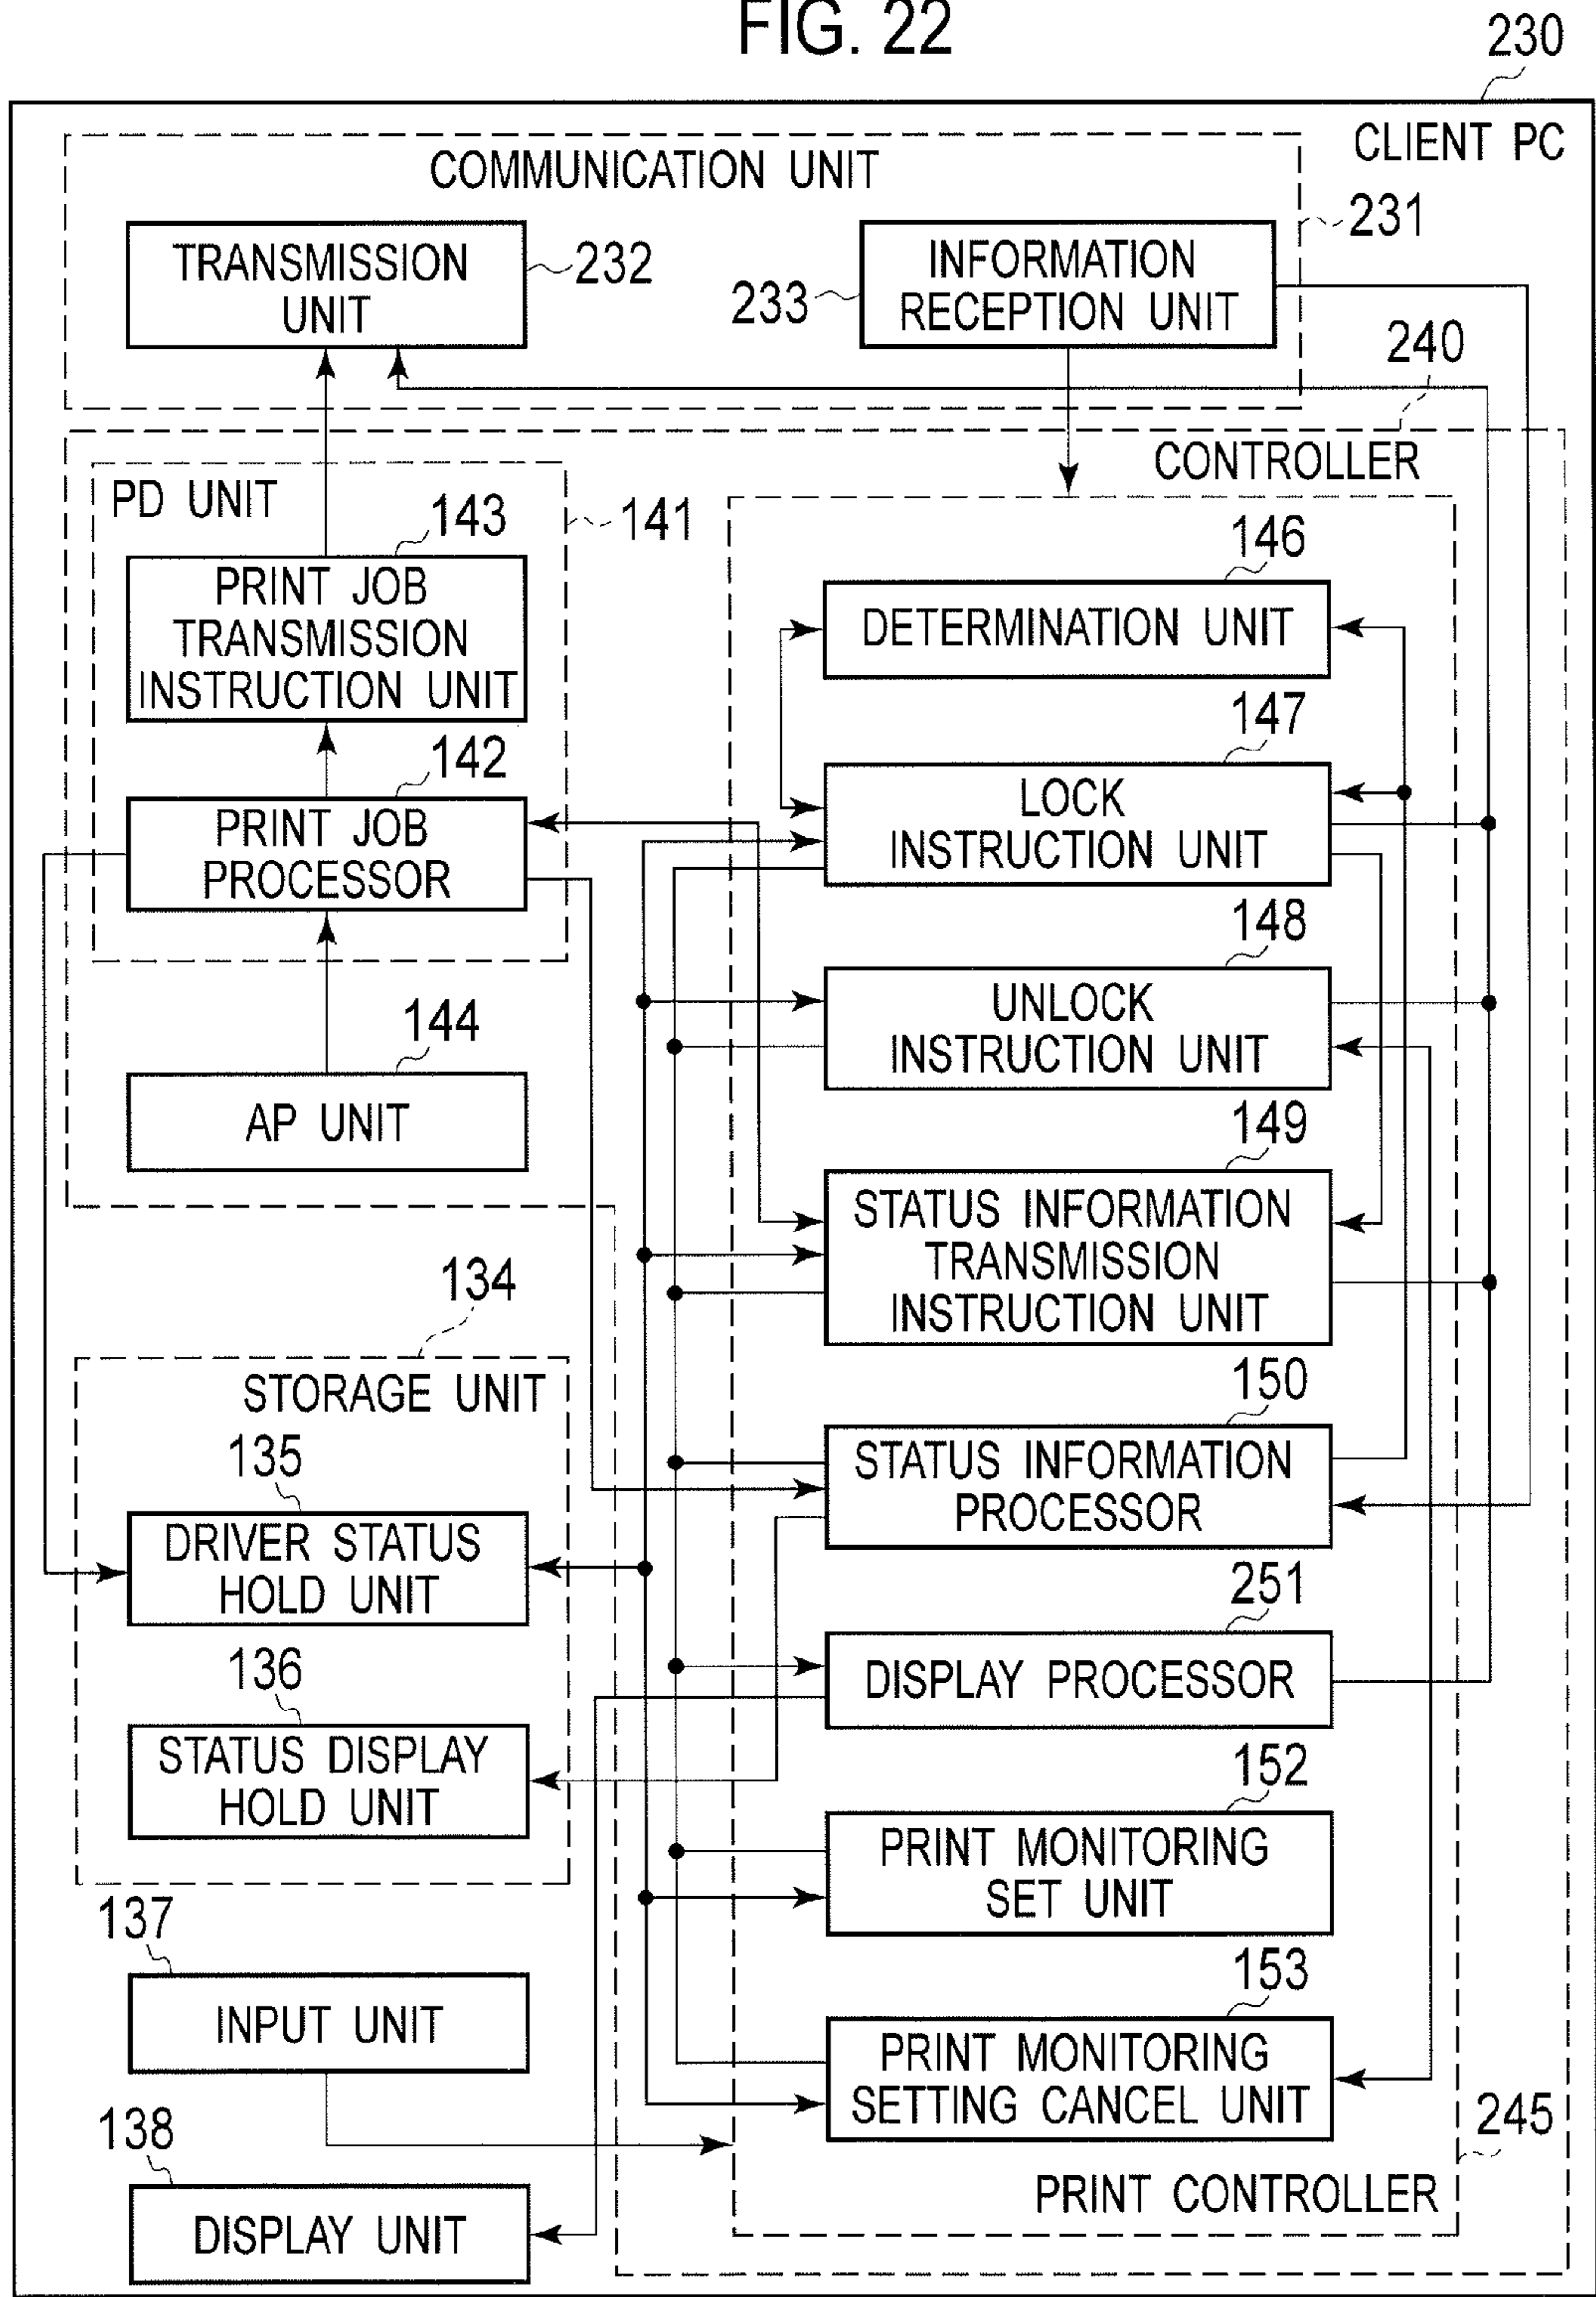 FIG. 22
230
CLIENT PC
COMMUNICATION UNIT
231
TRANSMISSION
UNIT
232
233
INFORMATION
RECEPTION UNIT
240
CONTROLLER
PD UNIT
141
143
PRINT JOB
TRANSMISSION
INSTRUCTION UNIT
142
PRINT JOB
PROCESSOR
144
AP UNIT
146
DETERMINATION UNIT
147
LOCK
INSTRUCTION UNIT
148
UNLOCK
INSTRUCTION UNIT
149
STATUS INFORMATION
TRANSMISSION
INSTRUCTION UNIT
134
STORAGE UNIT
135
DRIVER STATUS
HOLD UNIT
136
STATUS DISPLAY
HOLD UNIT
150
STATUS INFORMATION
PROCESSOR
251
DISPLAY PROCESSOR
152
PRINT MONITORING
SET UNIT
153
PRINT MONITORING
SETTING CANCEL UNIT
245
PRINT CONTROLLER
137
INPUT UNIT
138
DISPLAY UNIT